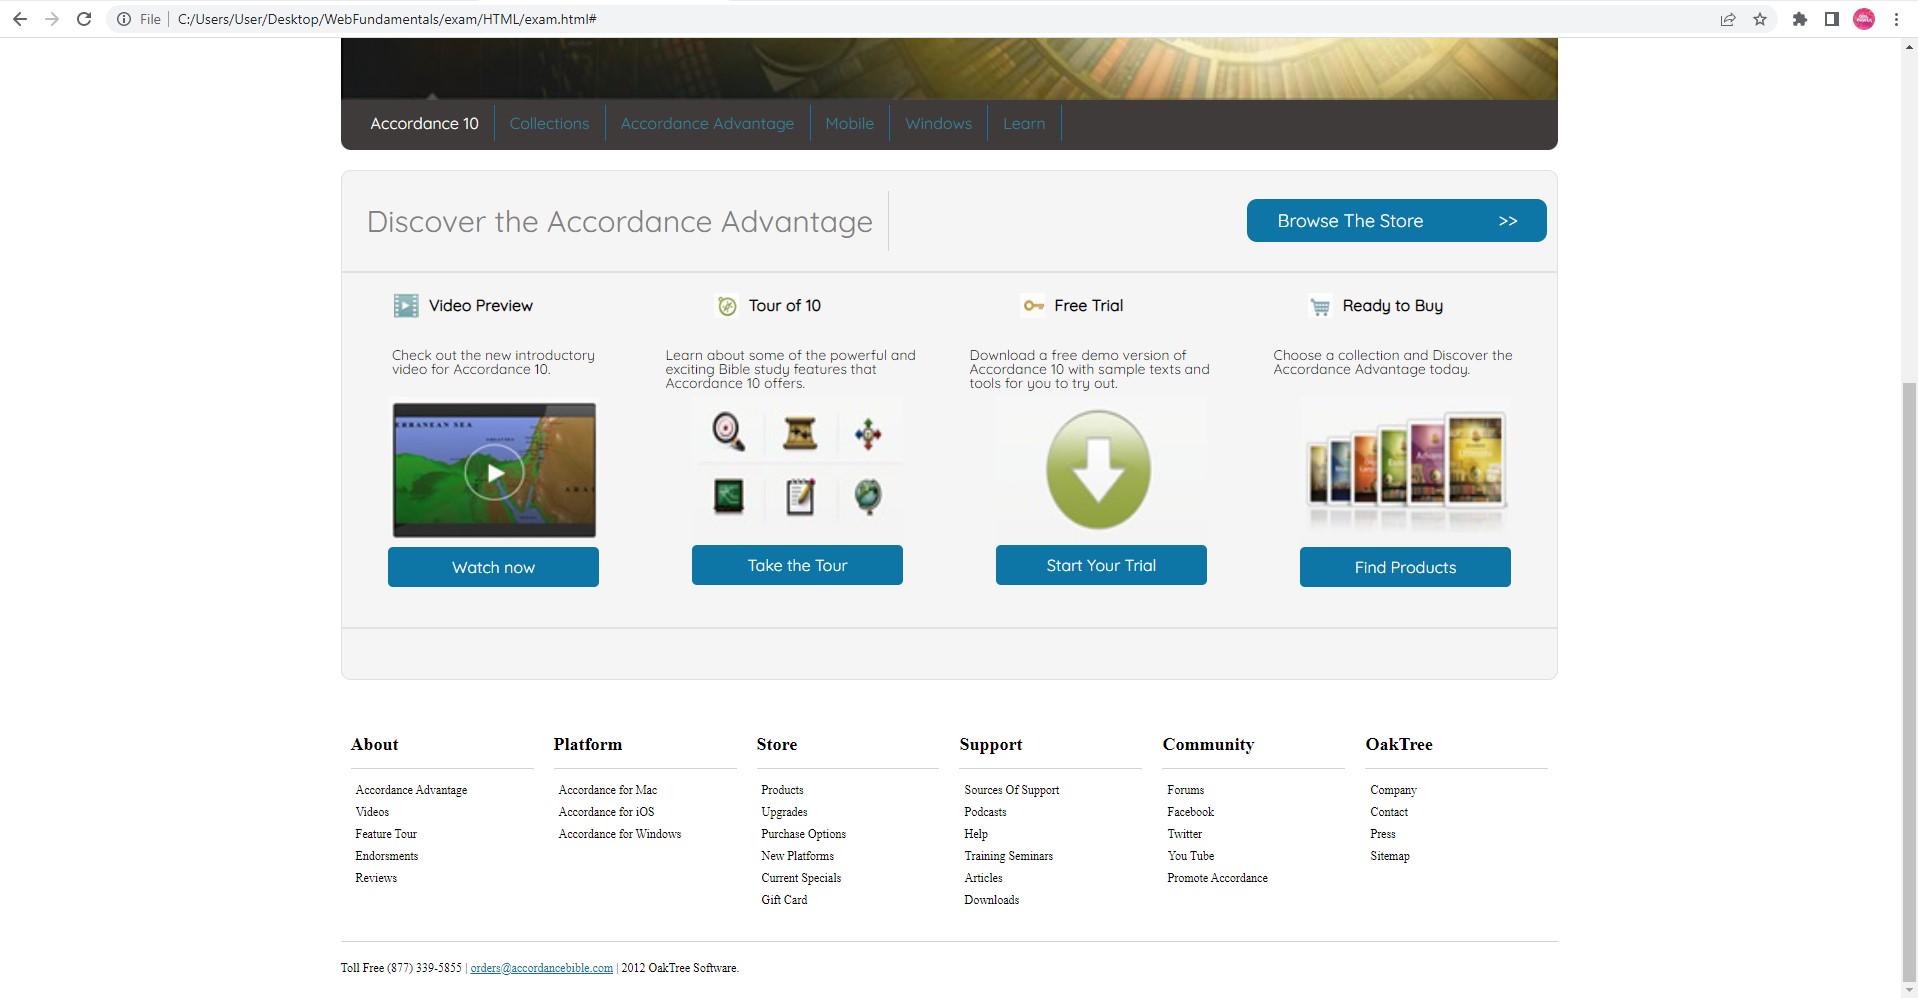 File C:/Users/User/Desktop/WebFundamentals/exam/HTML/exam.html#
Accordance 10 Collections Accordance Advantage Mobile Windows Learn
Discover the Accordance Advantage
Browse The Store >>
Video Preview
Check out the new introductory
video for Accordance 10.
ERRANEAN SEA
Watch now
Tour of 10
Learn about some of the powerful and
exciting Bible study features that
Accordance 10 offers.
Take the Tour
Free Trial
Download a free demo version of
Accordance 10 with sample texts and
tools for you to try out.
Start Your Trial
Ready to Buy
Choose a collection and Discover the
Accordance Advantage today.
Find Products
About
Accordance Advantage
Videos
Feature Tour
Endorsments
Reviews
Platform
Accordance for Mac
Accordance for iOS
Accordance for Windows
Store
Products
Upgrades
Purchase Options
New Platforms
Current Specials
Gift Card
Support
Sources Of Support
Podcasts
Help
Training Seminars
Articles
Downloads
Community
Forums
Facebook
Twitter
You Tube
Promote Accordance
OakTree
Company
Contact
Press
Sitemap
Toll Free (877) 339-5855 | orders@accordancebible.com | 2012 OakTree Software.